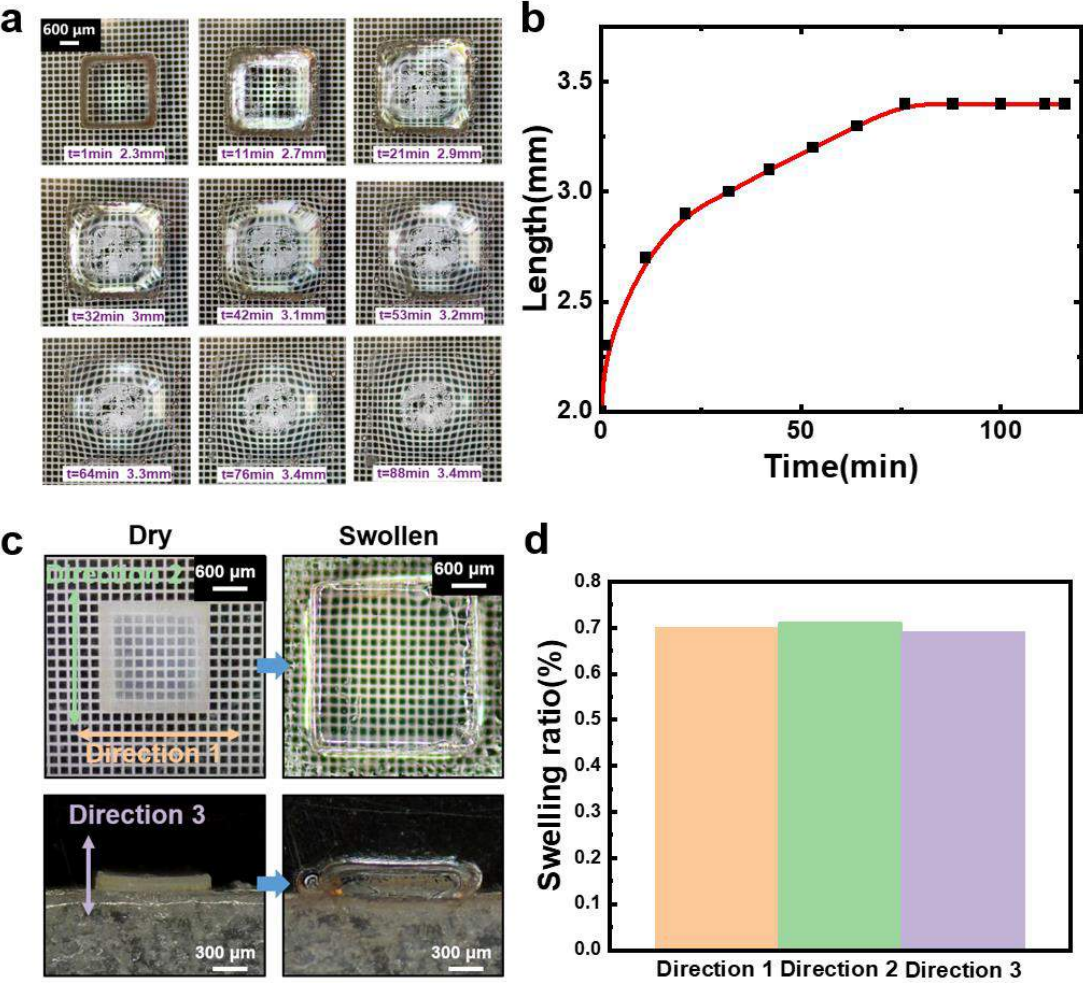 a
600 µm
t=1min 2.3mm
t=11min 2.7mm
t=21min 2.9mm
t=32min 3mm
t=42min 3.1mm
t=53min 3.2mm
t=64min 3.3mm
t=76min 3.4mm
t=88min 3.4mm
b
Length(mm)
3.5
3.0
2.5
2.0
0
50
100
Time(min)
c
Dry
Swollen
Direction 2
600 µm
600 µm
Direction 1
Direction 3
300 µm
300 µm
d
Swelling ratio(%)
0.8
0.7
0.6
0.5
0.4
0.3
0.2
0.1
0.0
Direction 1 Direction 2 Direction 3